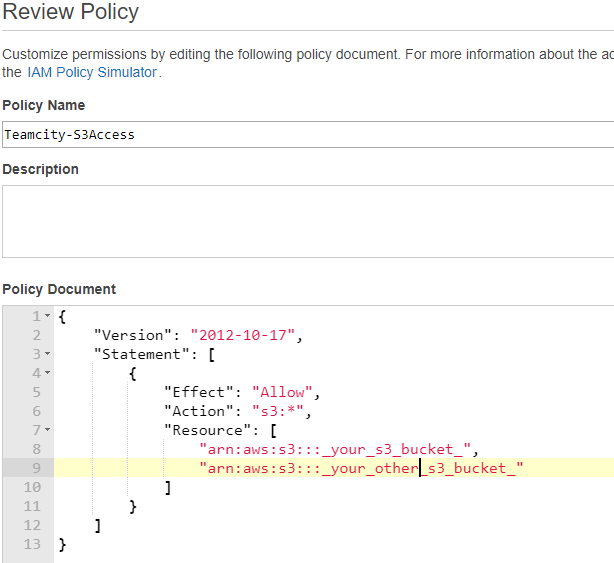 Review Policy
Customize permissions by editing the following policy document. For more information about the ac
the IAM Policy Simulator.
Policy Name
Teamcity-S3Access
Description
Policy Document
1 {
2     "Version": "2012-10-17",
3     "Statement": [
4         {
5             "Effect": "Allow",
6             "Action": "s3:*",
7             "Resource": [
8                 "arn:aws:s3:::_your_s3_bucket_",
9                 "arn:aws:s3:::_your_other_s3_bucket_"
10             ]
11         }
12     ]
13 }